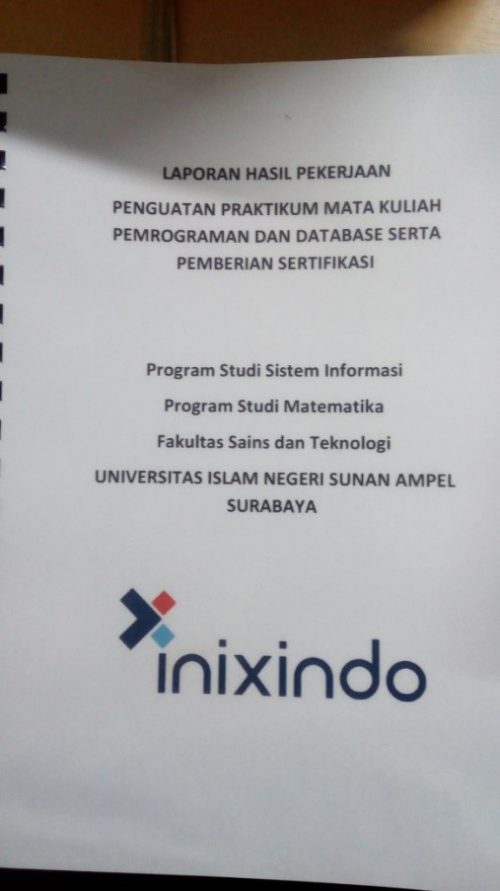 LAPORAN HASIL PEKERJAAN
PENGUATAN PRAKTIKUM MATA KULIAH
PEMROGRAMAN DAN DATABASE SERTA
PEMBERIAN SERTIFIKASI
Program Studi Sistem Informasi
Program Studi Matematika
Fakultas Sains dan Teknologi
UNIVERSITAS ISLAM NEGERI SUNAN AMPEL
SURABAYA
inixindo